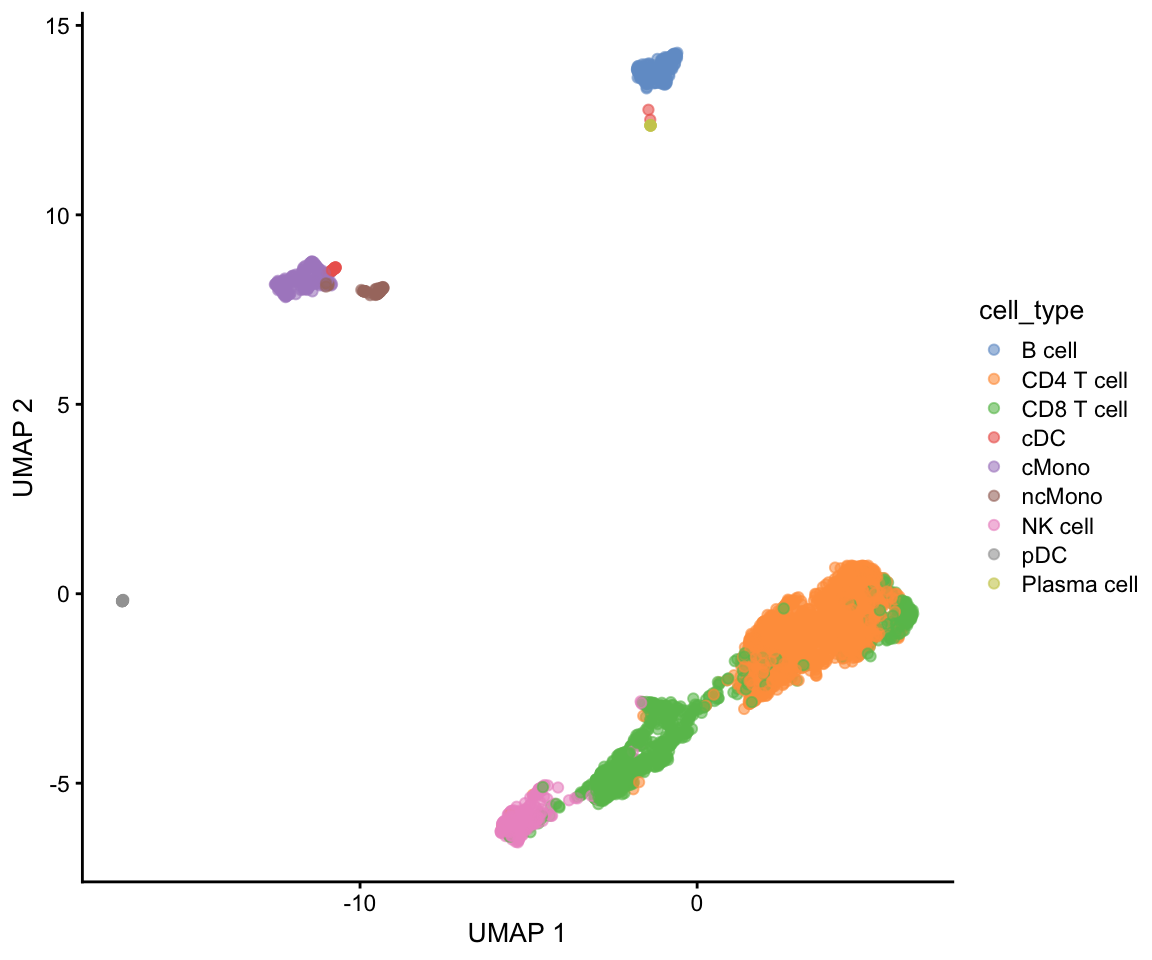 15
10
5
0
-5
UMAP 2
-10
0
UMAP 1
cell_type
B cell
CD4 T cell
CD8 T cell
cDC
cMono
ncMono
NK cell
pDC
Plasma cell